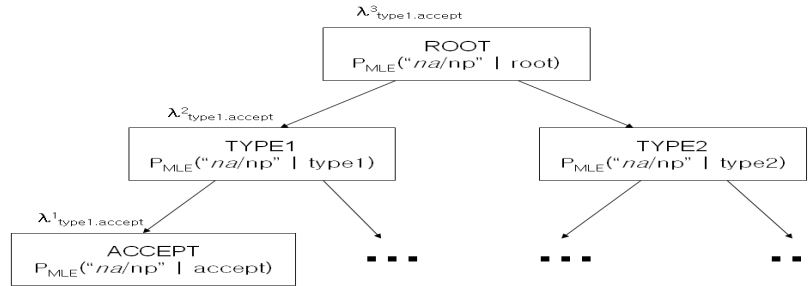 λ³type1.accept
ROOT
PMLE("na/np" | root)
λ²type1.accept
TYPE1
PMLE("na/np" | type1)
TYPE2
PMLE("na/np" | type2)
λ¹type1.accept
ACCEPT
PMLE("na/np" | accept)